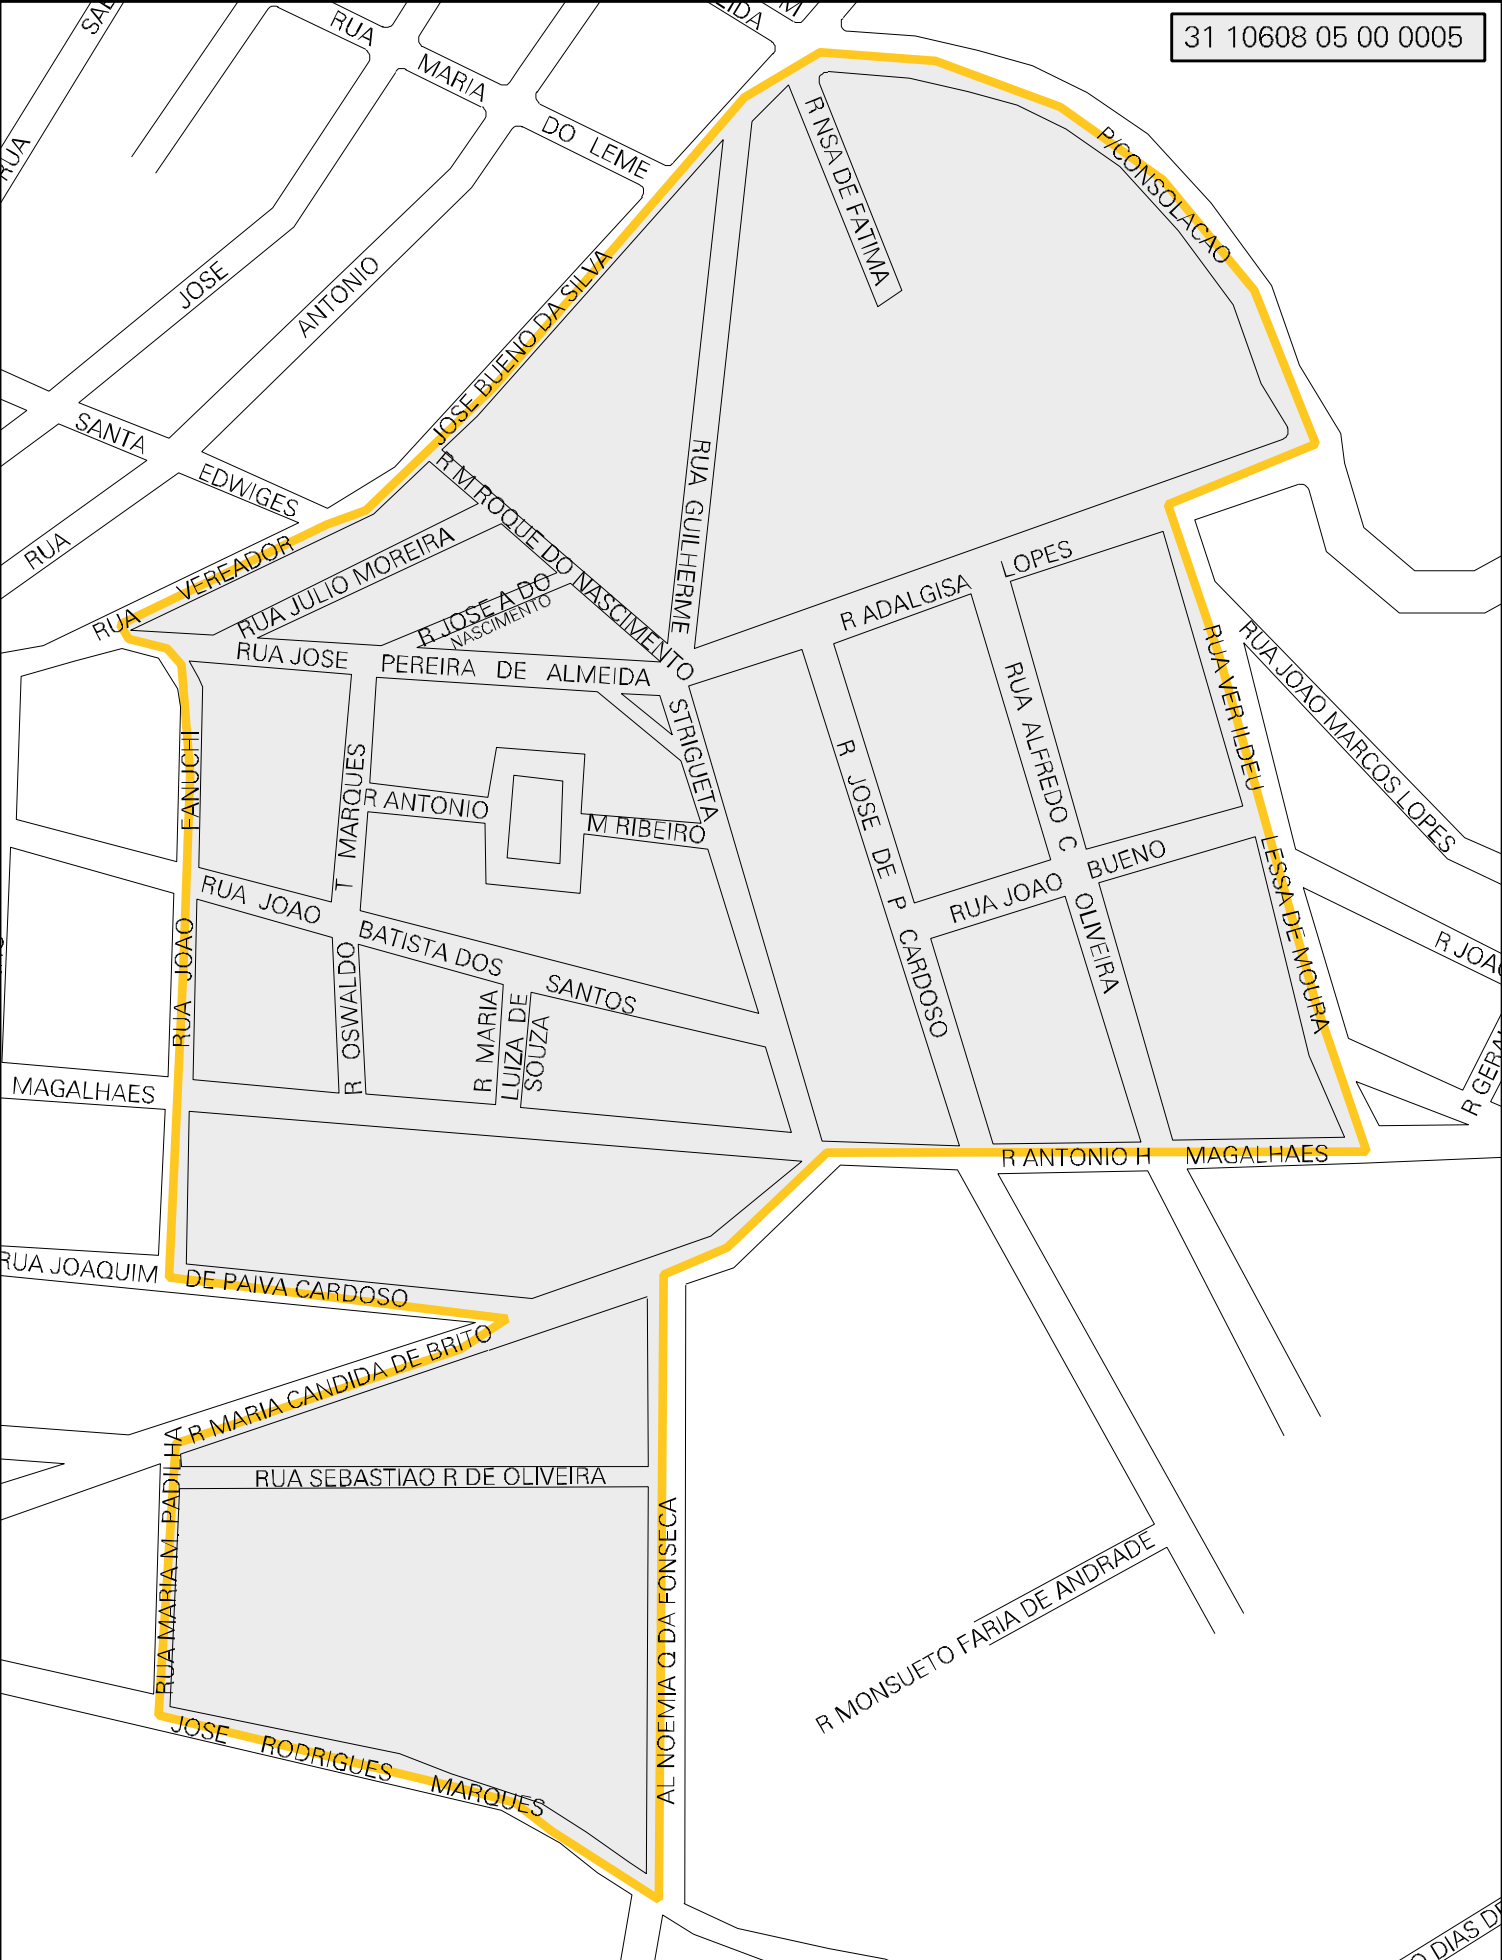 31 10608 05 00 0005
RUA
MARIA
DO LEME
RUA
JOSE
ANTONIO
SANTA
EDWIGES
RUA
P/CONSOLACAO
R NSA DE FATIMA
JOSE BUENO DA SILVA
VEREADOR
RUA
R M ROQUE DO NASCIMENTO
RUA GUILHERME
STRIGUETA
RUA JULIO MOREIRA
R JOSE A DO
NASCIMENTO
RUA JOSE PEREIRA DE ALMEIDA
R ADALGISA LOPES
RUA ALFREDO C
OLIVEIRA
RUA VER ILDEU
LESSA DE MOURA
RUA JOAO MARCOS LOPES
R JOSE DE P CARDOSO
RUA JOAO BUENO
FANUCHI
RUA JOAO
T MARQUES
R OSWALDO
R ANTONIO
M RIBEIRO
RUA JOAO
BATISTA DOS
SANTOS
R MARIA
LUIZA DE
SOUZA
MAGALHAES
R ANTONIO H MAGALHAES
RUA JOAQUIM DE PAIVA CARDOSO
R MARIA CANDIDA DE BRITO
RUA SEBASTIAO R DE OLIVEIRA
RUA MARIA M. PADILHA
AL NOEMIA Q DA FONSECA
R MONSUETO FARIA DE ANDRADE
JOSE RODRIGUES MARQUES